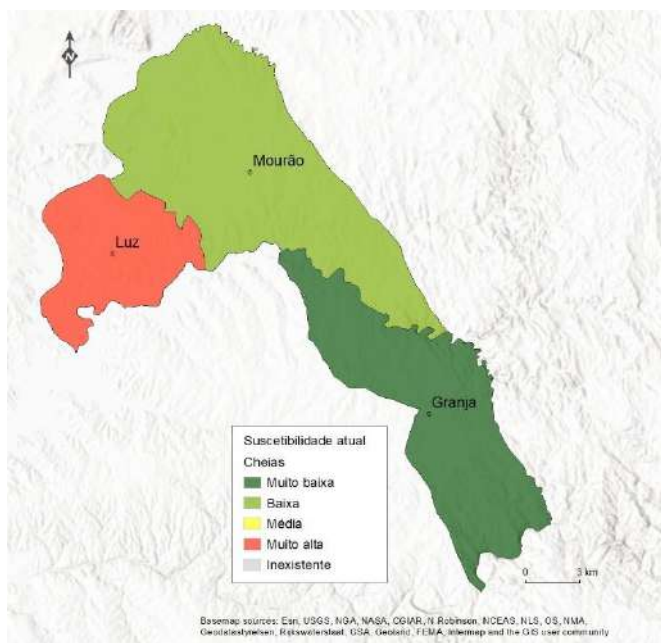 N
Mourão
Luz
Granja
Suscetibilidade atual
Cheias
Muito baixa
Baixa
Média
Muito alta
Inexistente
0 3 km
Basemap sources: Esri, USGS, NGA, NASA, CGIAR, N Robinson, NCEAS, NLS, OS, NMA,
Geodatastyrelsen, Rijkswaterstaat, GSA, Geoland, FEMA, Intermap and the GIS user community